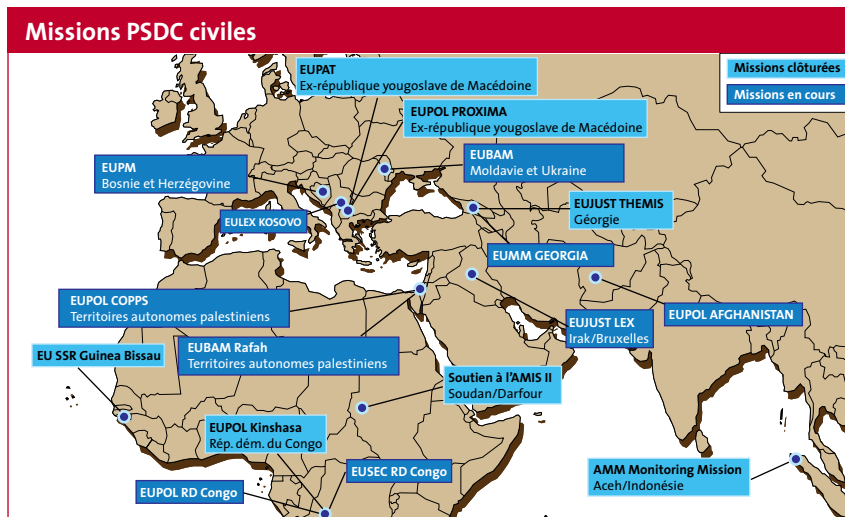 Missions PSDC civiles
Missions clôturées
Missions en cours
EUPAT
Ex-république yougoslave de Macédoine
EUPOL PROXIMA
Ex-république yougoslave de Macédoine
EUBAM
Moldavie et Ukraine
EUPM
Bosnie et Herzégovine
EULEX KOSOVO
EUJUST THEMIS
Géorgie
EUMM GEORGIA
EUPOL COPPS
Territoires autonomes palestiniens
EUJUST LEX
Irak/Bruxelles
EUPOL AFGHANISTAN
EUBAM Rafah
Territoires autonomes palestiniens
EU SSR Guinea Bissau
Soutien à l'AMIS II
Soudan/Darfour
EUPOL Kinshasa
Rép. dém. du Congo
EUSEC RD Congo
AMM Monitoring Mission
Aceh/Indonésie
EUPOL RD Congo